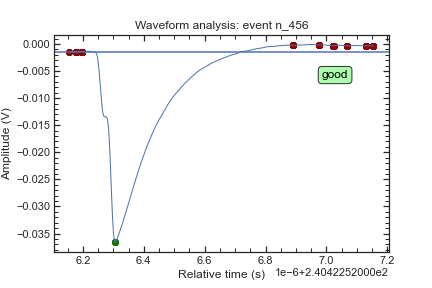 Waveform analysis: event n_456
0.000
−0.005
−0.010
−0.015
−0.020
−0.025
−0.030
−0.035
Amplitude (V)
good
6.2 6.4 6.6 6.8 7.0 7.2
Relative time (s)
1e−6+2.4042252000e2